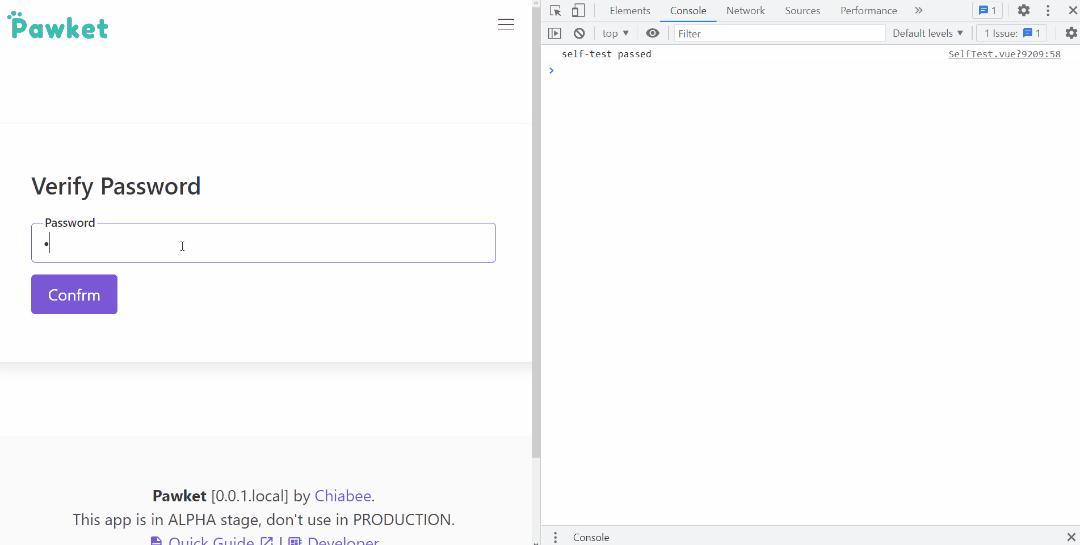 Pawket
Verify Password
Password
•
Confrm
Pawket [0.0.1.local] by Chiabee.
This app is in ALPHA stage, don't use in PRODUCTION.
Quick Guide | Developer
Elements Console Network Sources Performance » 1
top ▼ Filter Default levels ▼ 1 Issue: 1
self-test passed SelfTest.vue?9209:58
Console